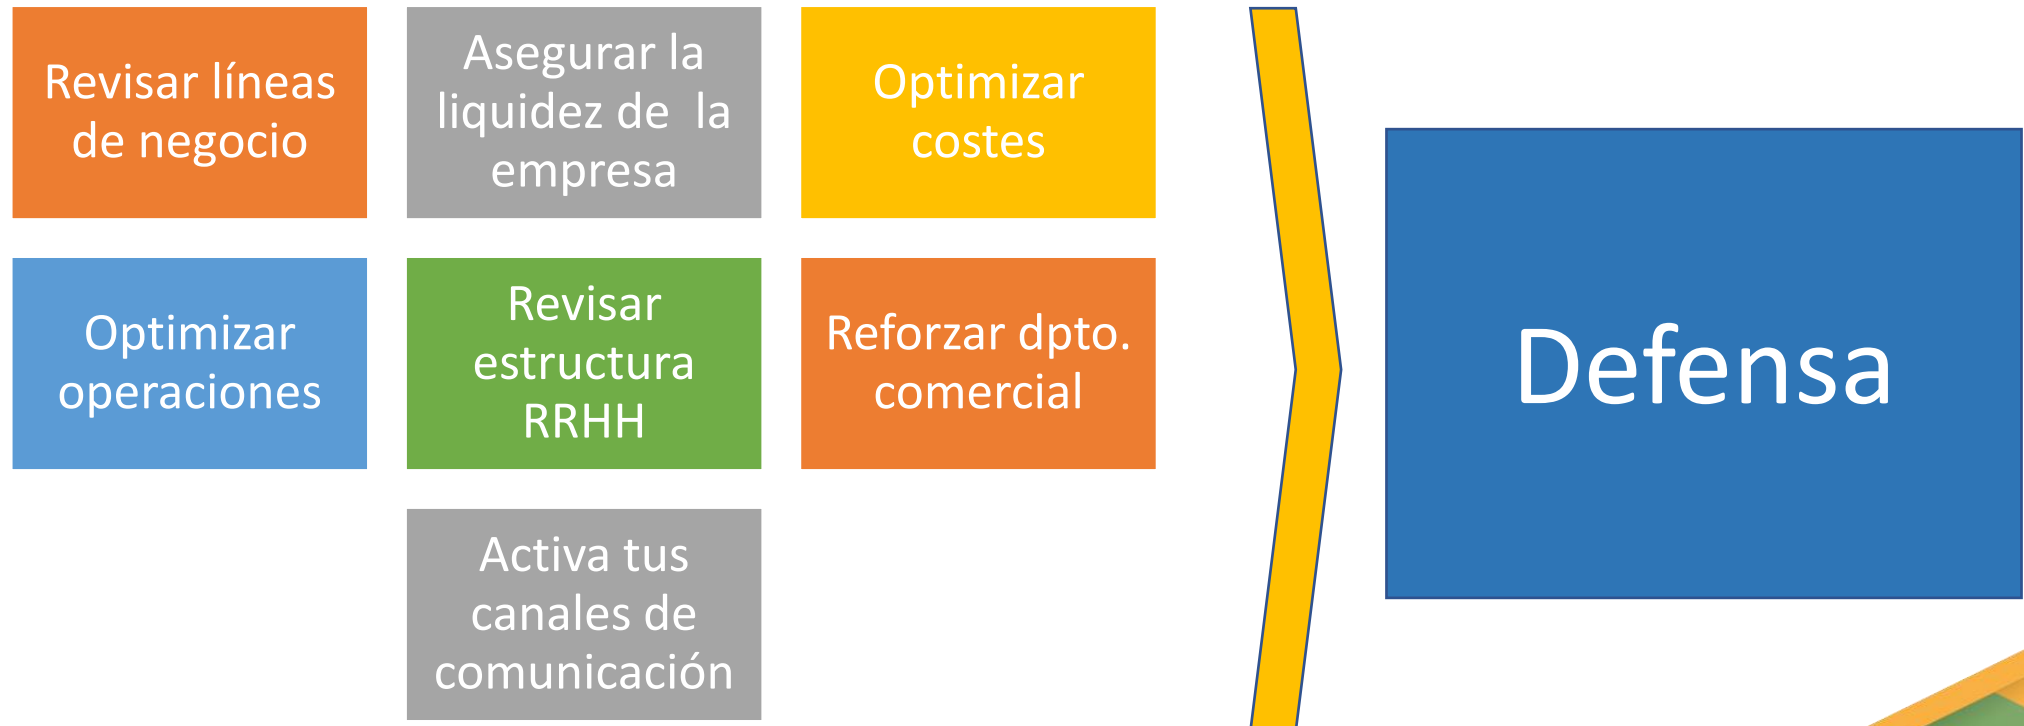 Revisar líneas
de negocio
Asegurar la
liquidez de la
empresa
Optimizar
costes
Optimizar
operaciones
Revisar
estructura
RRHH
Reforzar dpto.
comercial
Activa tus
canales de
comunicación
Defensa